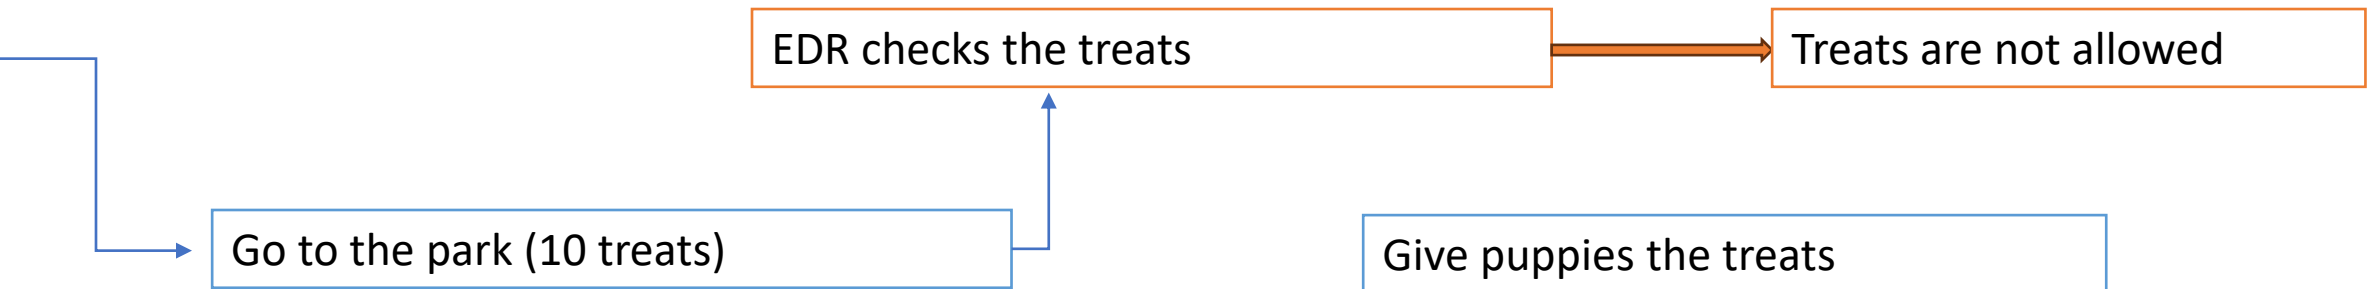 EDR checks the treats
Treats are not allowed
Go to the park (10 treats)
Give puppies the treats